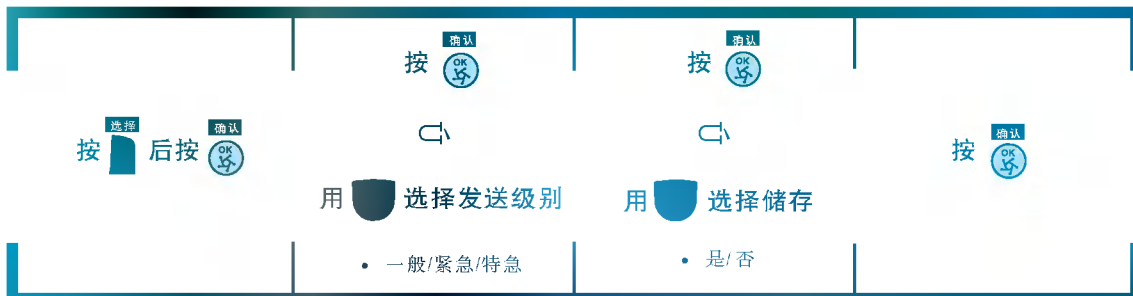 选择
确认
按 后按 OK
确认
按 OK
用 选择发送级别
• 一般/紧急/特急
确认
按 OK
用 选择储存
• 是/否
确认
按 OK